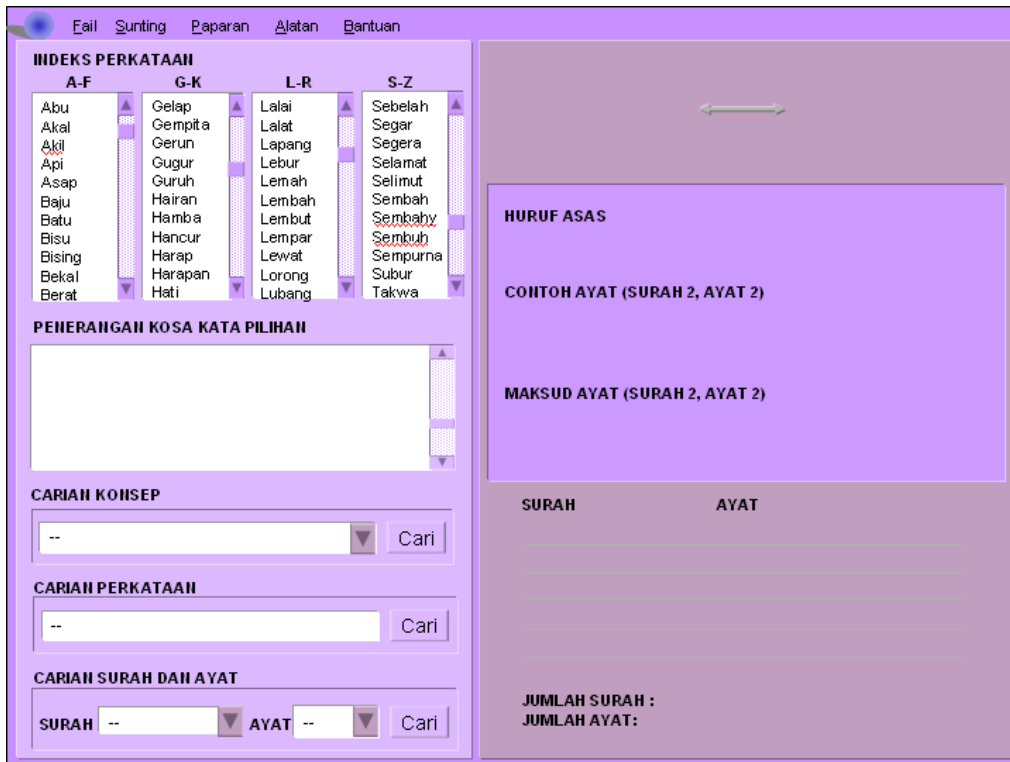 Fail Sunting Paparan Alatan Bantuan
INDEKS PERKATAAN
A-F G-K L-R S-Z
Abu
Akal
Akil
Api
Asap
Baju
Batu
Bisu
Bising
Bekal
Berat
Gelap
Gempita
Gerun
Gugur
Guruh
Hairan
Hamba
Hancur
Harap
Harapan
Hati
Lalai
Lalat
Lapang
Lebur
Lemah
Lembah
Lembut
Lempar
Lewat
Lorong
Lubang
Sebelah
Segar
Segera
Selamat
Selimut
Sembah
Sembahy
Sembuh
Sempurna
Subur
Takwa
PENERANGAN KOSA KATA PILIHAN
CARIAN KONSEP
-- Cari
CARIAN PERKATAAN
-- Cari
CARIAN SURAH DAN AYAT
SURAH -- AYAT -- Cari
HURUF ASAS
CONTOH AYAT (SURAH 2, AYAT 2)
MAKSUD AYAT (SURAH 2, AYAT 2)
SURAH AYAT
JUMLAH SURAH :
JUMLAH AYAT: